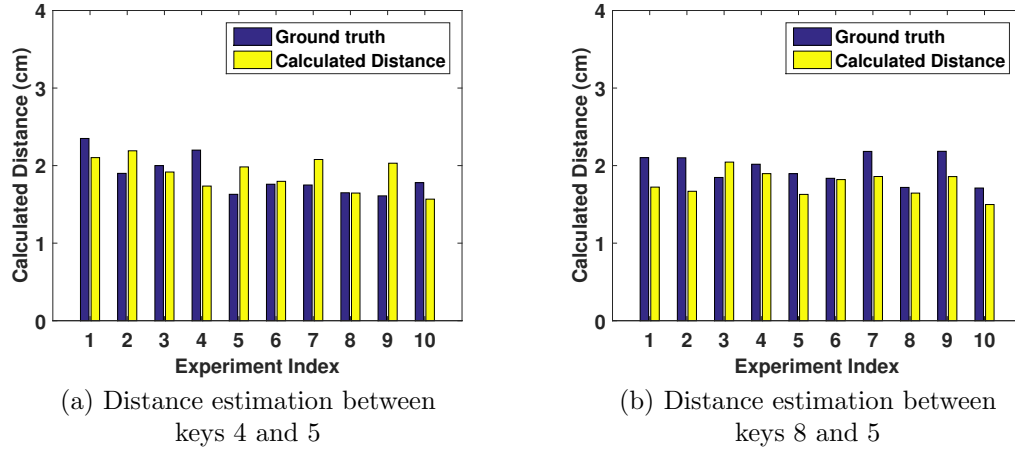 4
3
2
1
0
Calculated Distance (cm)
Ground truth
Calculated Distance
1 2 3 4 5 6 7 8 9 10
Experiment Index
(a) Distance estimation between
keys 4 and 5
4
3
2
1
0
Calculated Distance (cm)
Ground truth
Calculated Distance
1 2 3 4 5 6 7 8 9 10
Experiment Index
(b) Distance estimation between
keys 8 and 5